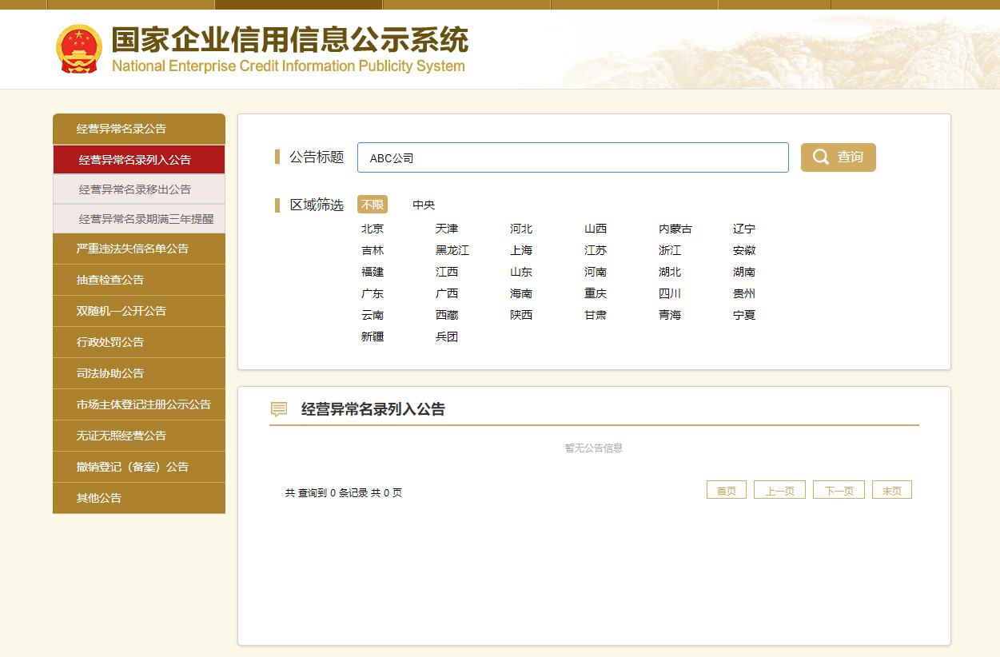 国家企业信用信息公示系统
National Enterprise Credit Information Publicity System
经营异常名录公告
经营异常名录列入公告
经营异常名录移出公告
经营异常名录期满三年提醒
严重违法失信名单公告
抽查检查公告
双随机一公开公告
行政处罚公告
司法协助公告
市场主体登记注册公示公告
无证无照经营公告
撤销登记（备案）公告
其他公告
公告标题 ABC公司 查询
区域筛选 不限 中央
北京 天津 河北 山西 内蒙古 辽宁
吉林 黑龙江 上海 江苏 浙江 安徽
福建 江西 山东 河南 湖北 湖南
广东 广西 海南 重庆 四川 贵州
云南 西藏 陕西 甘肃 青海 宁夏
新疆 兵团
经营异常名录列入公告
暂无公告信息
共 查询到 0 条记录 共 0 页 首页 上一页 下一页 末页